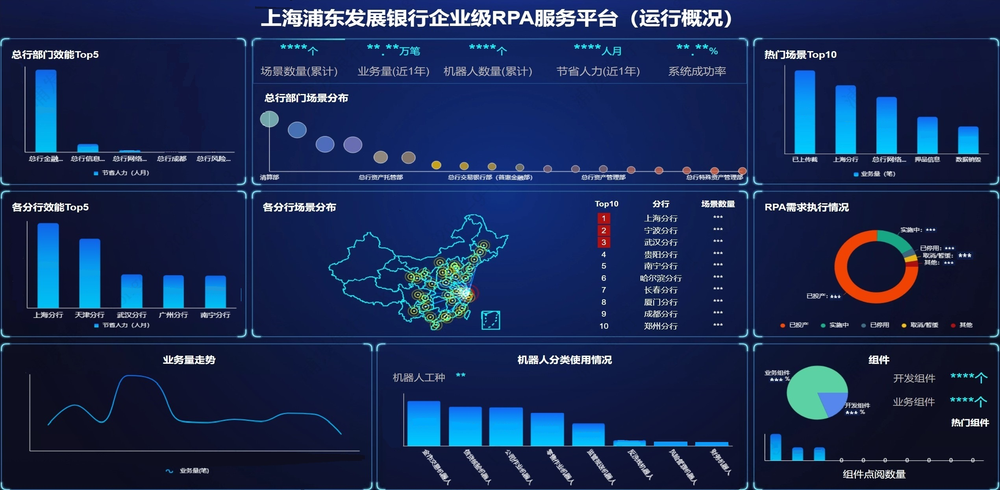 上海浦东发展银行企业级RPA服务平台（运行概况）
总行部门效能Top5
总行金融... 总行信息... 总行网络... 总行成都 总行风险...
节省人力（人月）
****个 **.**万笔 ****个 ****人月 **.**%
场景数量(累计) 业务量(近1年) 机器人数量(累计) 节省人力(近1年) 系统成功率
总行部门场景分布
清算部 总行资产托管部 总行交易银行部（普惠金融部） 总行资产管理部 总行特殊资产管理部
热门场景Top10
已上传截 上海分行 总行网络... 押品信息 数据销毁
业务量（笔）
各分行效能Top5
上海分行 天津分行 武汉分行 广州分行 南宁分行
节省人力（人月）
各分行场景分布
Top10 分行 场景数量
1 上海分行 ***
2 宁波分行 ***
3 武汉分行 ***
4 贵阳分行 ***
5 南宁分行 ***
6 哈尔滨分行 ***
7 长春分行 ***
8 厦门分行 ***
9 成都分行 ***
10 郑州分行 ***
RPA需求执行情况
实施中：***
已停用：***
取消/暂缓：***
其他：***
已投产：***
已投产 实施中 已停用 取消/暂缓 其他
业务量走势
业务量(笔)
机器人分类使用情况
机器人工种 **
金市交易机器人 信贷核验机器人 公司作业机器人 零售作业机器人 监管报送机器人 反洗钱机器人 风险管理机器人 财务机器人
组件
业务组件
***%
开发组件
***%
开发组件 ****个
业务组件 ****个
热门组件
0 0 0 0 0 0 0
组件点阅数量